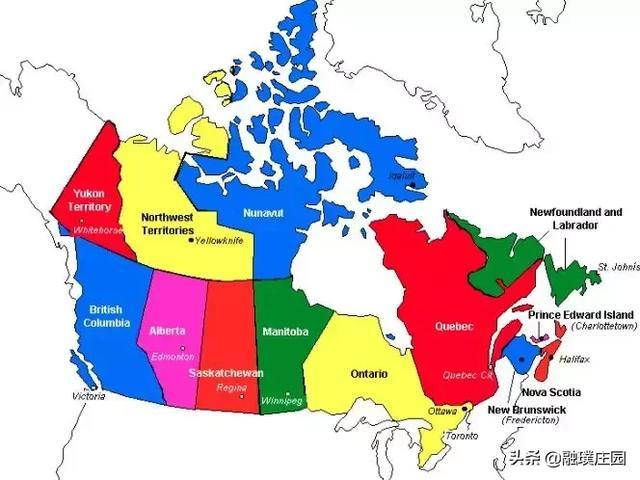 Iqaluit
Yukon
Territory
Whitehorse
Northwest
Territories
Yellowknife
Nunavut
Newfoundland and
Labrador
St. Johns
British
Columbia
Alberta
Edmonton
Saskatchewan
Regina
Manitoba
Winnipeg
Ontario
Quebec
Quebec Cit
Prince Edward Island
(Charlottetown)
Halifax
Nova Scotia
New Brunswick
(Fredericton)
Victoria
Ottawa
Toronto
头条 @融璞庄园